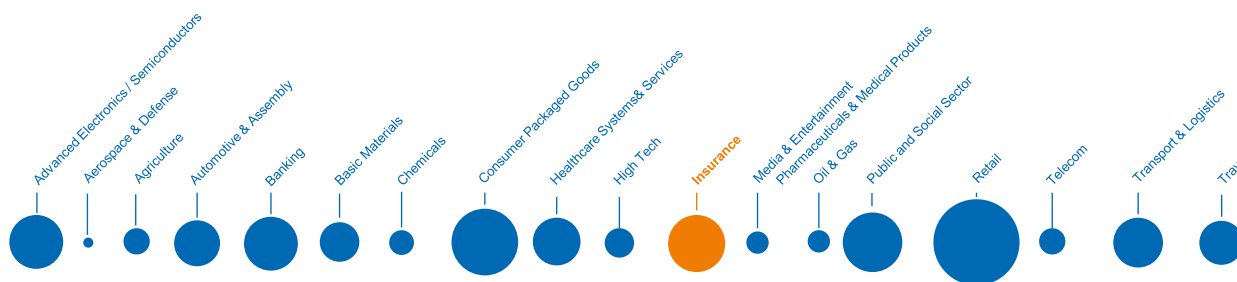 Advanced Electronics / Semiconductors
Aerospace & Defense
Agriculture
Automotive & Assembly
Banking
Basic Materials
Chemicals
Consumer Packaged Goods
Healthcare Systems& Services
High Tech
Insurance
Media & Entertainment
Pharmaceuticals & Medical Products
Oil & Gas
Public and Social Sector
Retail
Telecom
Transport & Logistics